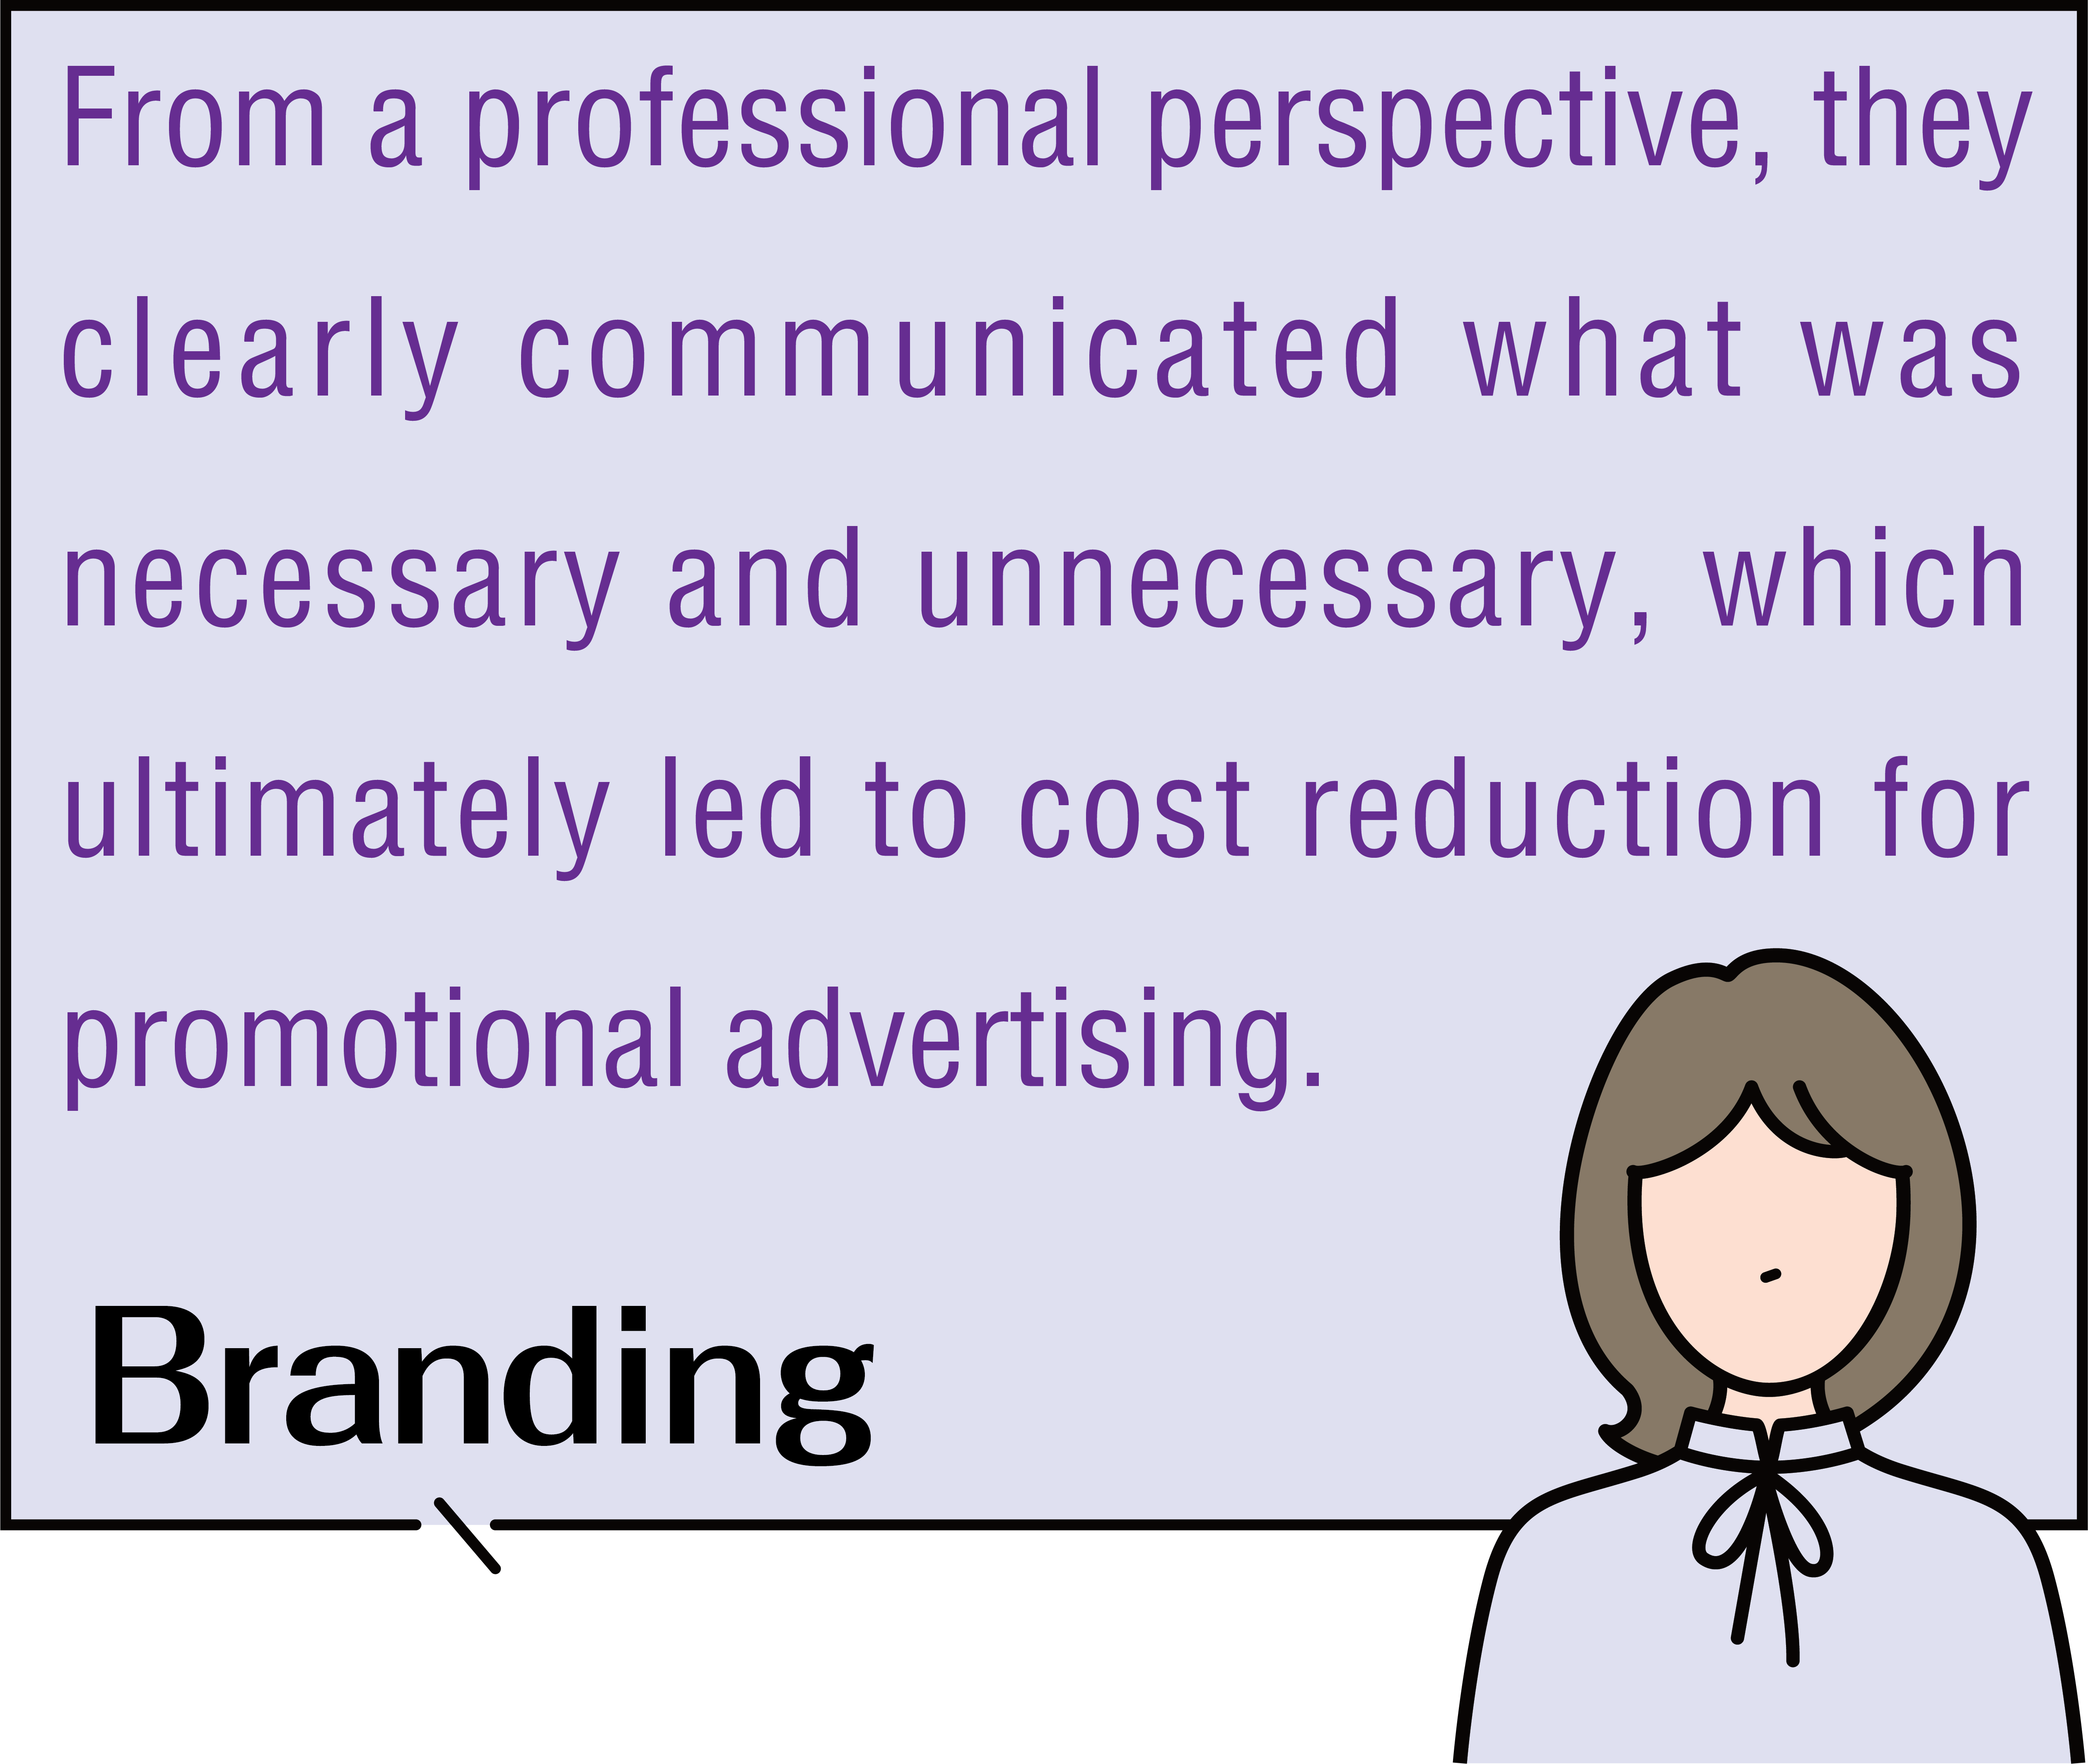 From a professional perspective, they
clearly communicated what was
necessary and unnecessary, which
ultimately led to cost reduction for
promotional advertising.
Branding